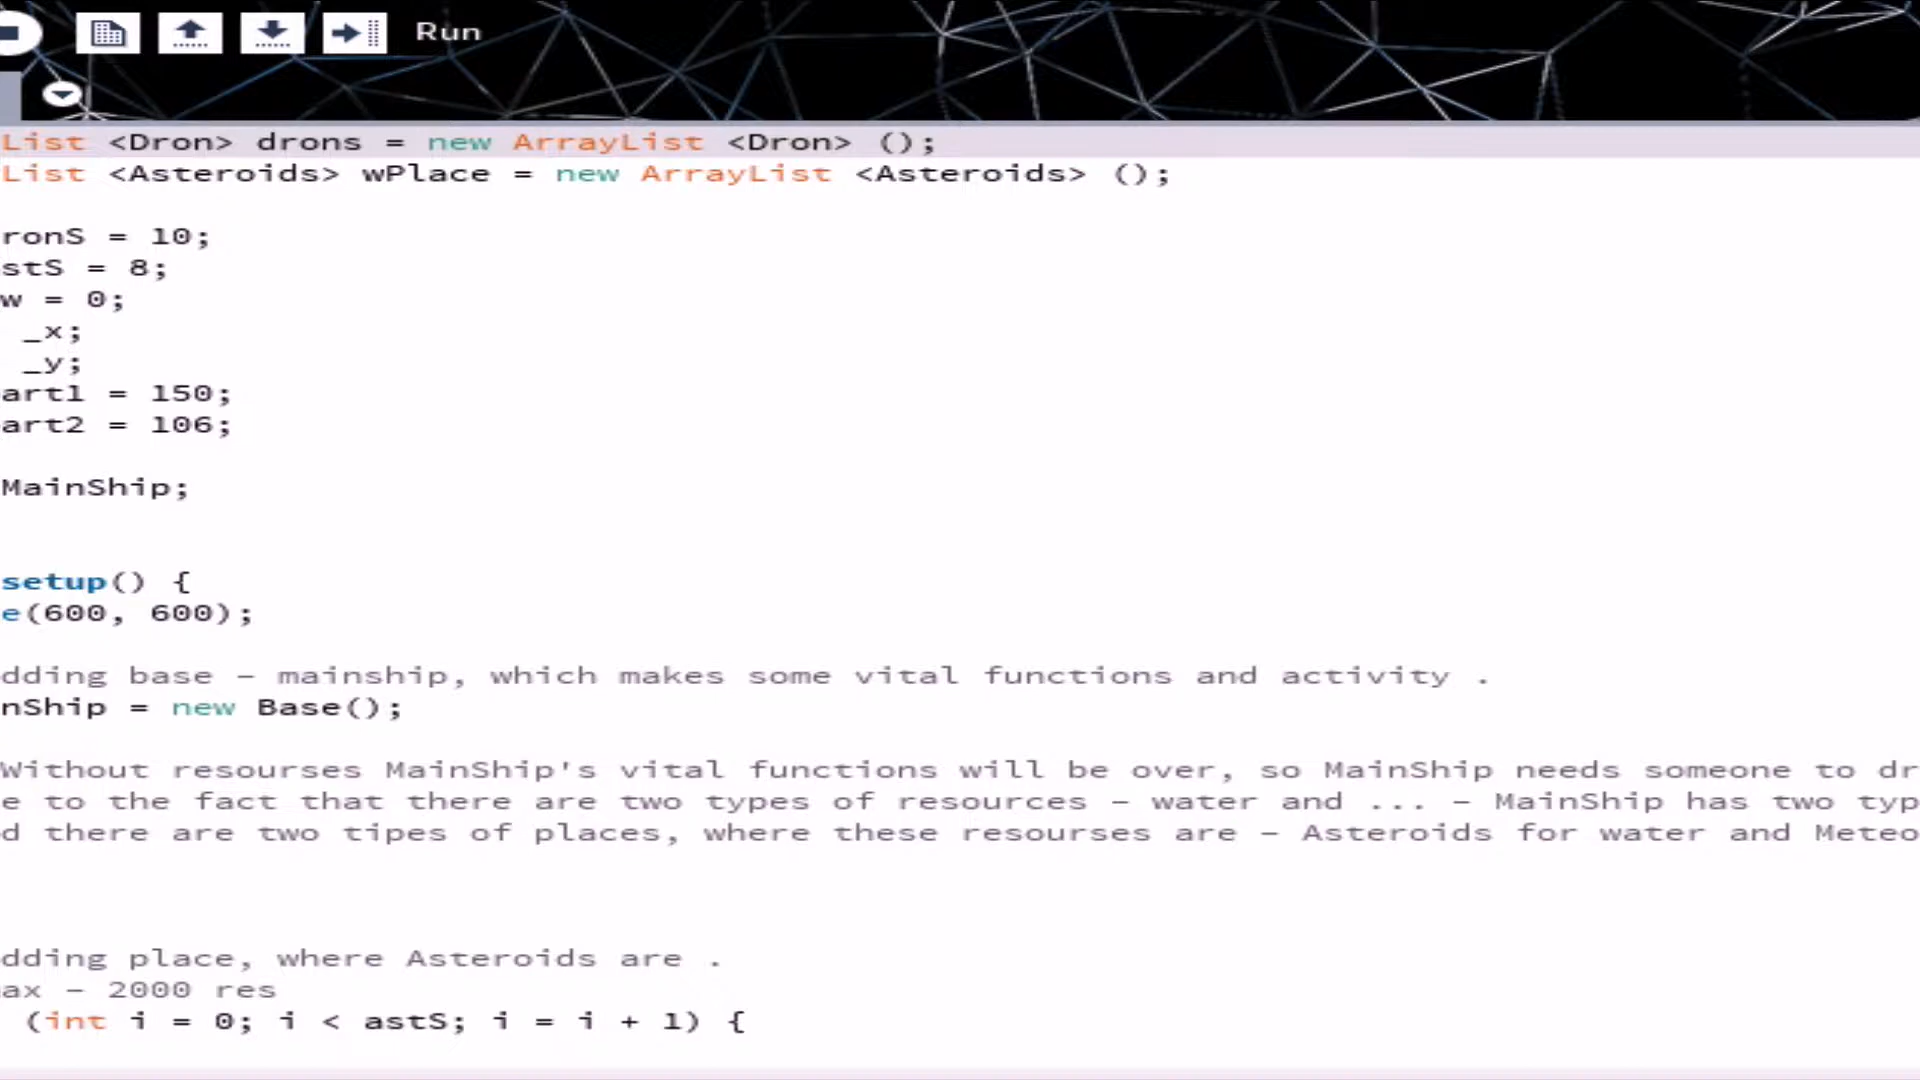 Run
List <Dron> drons = new ArrayList <Dron> ();
List <Asteroids> wPlace = new ArrayList <Asteroids> ();
ronS = 10;
stS = 8;
w = 0;
_x;
_y;
art1 = 150;
art2 = 106;
MainShip;
setup() {
e(600, 600);
dding base – mainship, which makes some vital functions and activity .
nShip = new Base();
Without resourses MainShip's vital functions will be over, so MainShip needs someone to dr
e to the fact that there are two types of resources – water and ... – MainShip has two typ
d there are two tipes of places, where these resourses are – Asteroids for water and Meteo
dding place, where Asteroids are .
ax – 2000 res
(int i = 0; i < astS; i = i + 1) {